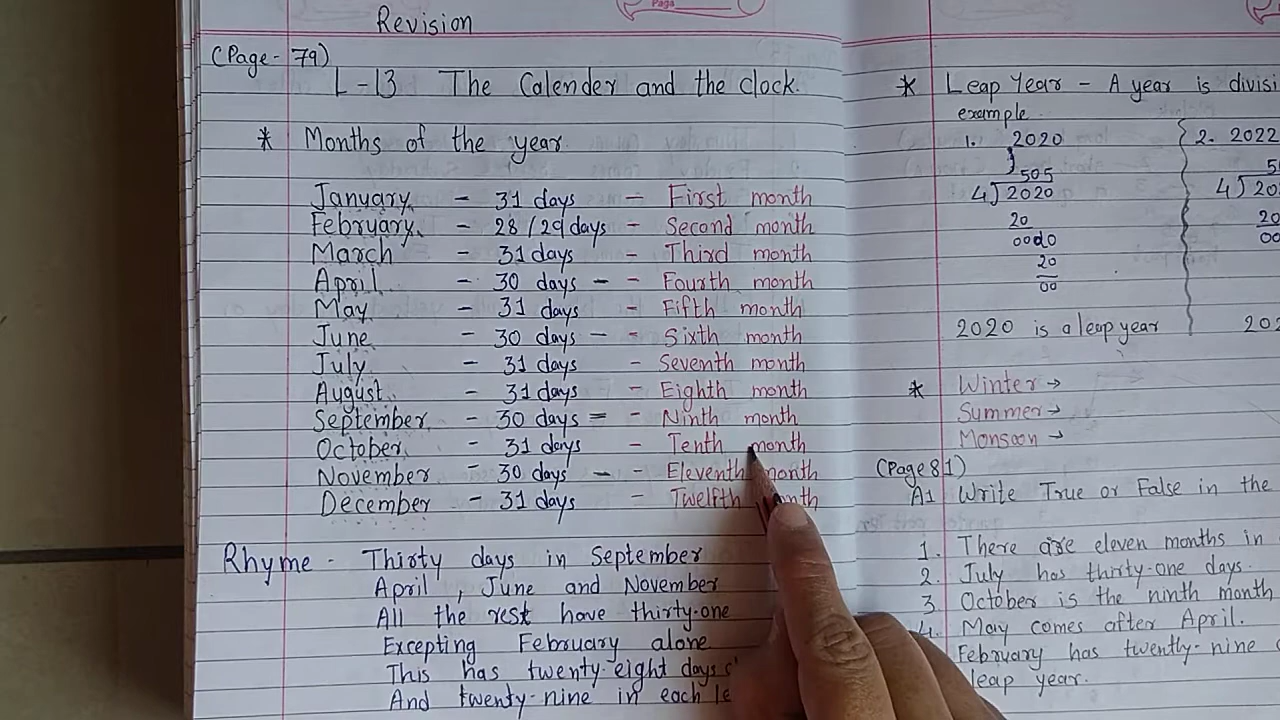 Page
Revision
(Page - 79)
L-13 The Calender and the clock.
* Months of the year
January - 31 days - First month
February - 28/29 days - Second month
March - 31 days - Third month
April - 30 days - - Fourth month
May - 31 days - Fifth month
June - 30 days - - Sixth month
July - 31 days - Seventh month
August - 31 days - Eighth month
September - 30 days = - Ninth month
October - 31 days - Tenth month
November - 30 days - - Eleventh month
December - 31 days - Twelfth
Rhyme - Thirty days in September
April, June and November
All the rest have thirty-one
Excepting February alone
This has twenty-eight days
And twenty-nine in each
* Leap Year - A year is
example
1. 2020
505
4)2020
20
0020
20
00
2020 is a leap year
2. 2022
4)20
20
00
* Winter →
Summer →
Monsoon →
(Page 81)
A1 Write True or False in the
1. There are eleven months in
2. July has thirty-one days.
3. October is the ninth month
4. May comes after April.
February has twently-nine
leap year.